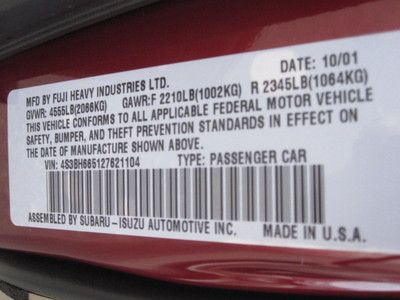 MFD BY FUJI HEAVY INDUSTRIES LTD. DATE: 10/01
GVWR: 4555LB(2066KG) GAWR:F 2210LB(1002KG) R 2345LB(1064KG)
THIS VEHICLE CONFORMS TO ALL APPLICABLE FEDERAL MOTOR VEHICLE
SAFETY, BUMPER, AND THEFT PREVENTION STANDARDS IN EFFECT ON
THE DATE OF MANUFACTURE SHOWN ABOVE.
VIN: 4S3BH665127621104 TYPE: PASSENGER CAR
ASSEMBLED BY SUBARU-ISUZU AUTOMOTIVE INC. MADE IN U.S.A.